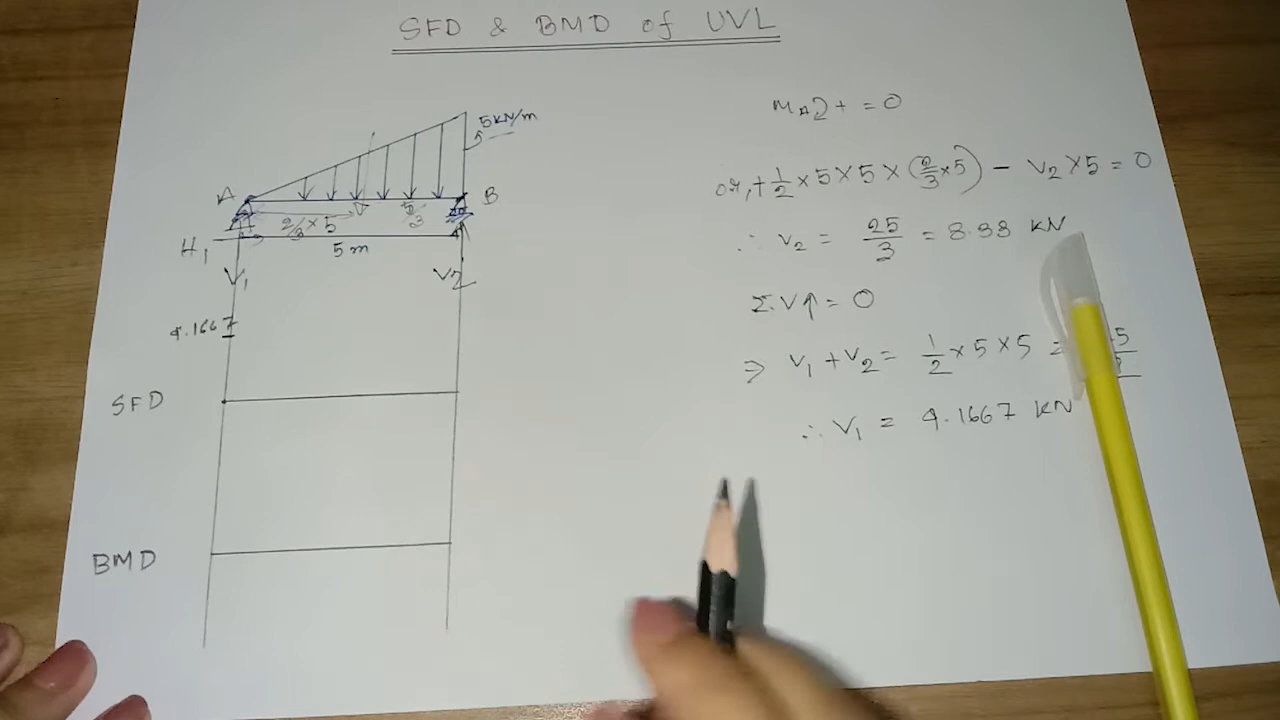 SFD & BMD of UVL
5KN/m
A
B
2/3 × 5
5/3
H₁
5 m
V₁
V₂
4.1667
SFD
BMD
M_A ↻ + = 0
or, + 1/2 × 5 × 5 × (2/3 × 5) − V₂ × 5 = 0
∴ V₂ = 25/3 = 8.33 KN
Σ V↑ = 0
⇒ V₁ + V₂ = 1/2 × 5 × 5 =
∴ V₁ = 4.1667 KN